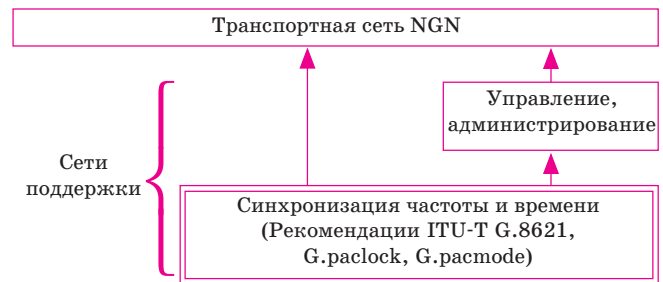 Транспортная сеть NGN
Управление,
администрирование
Сети
поддержки
Синхронизация частоты и времени
(Рекомендации ITU-T G.8621,
G.paclock, G.pacmode)